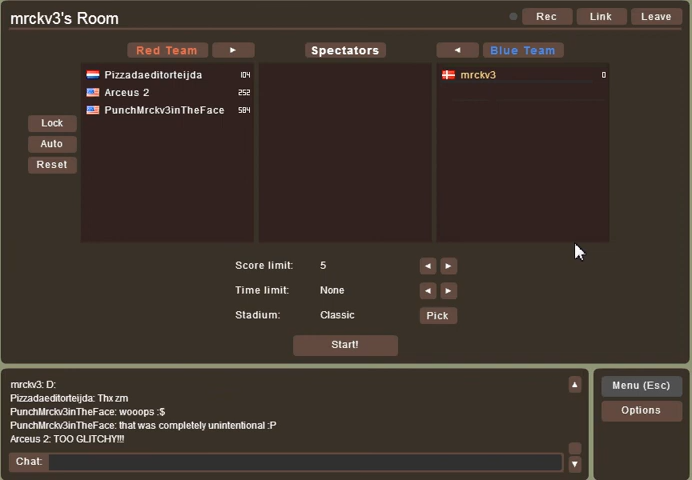 mrckv3's Room
Rec
Link
Leave
Red Team
Spectators
Blue Team
Pizzadaeditorteijda 104
Arceus 2 252
PunchMrckv3inTheFace 584
mrckv3 0
Lock
Auto
Reset
Score limit: 5
Time limit: None
Stadium: Classic Pick
Start!
mrckv3: D:
Pizzadaeditorteijda: Thx zm
PunchMrckv3inTheFace: wooops :$
PunchMrckv3inTheFace: that was completely unintentional :P
Arceus 2: TOO GLITCHY!!!
Chat:
Menu (Esc)
Options